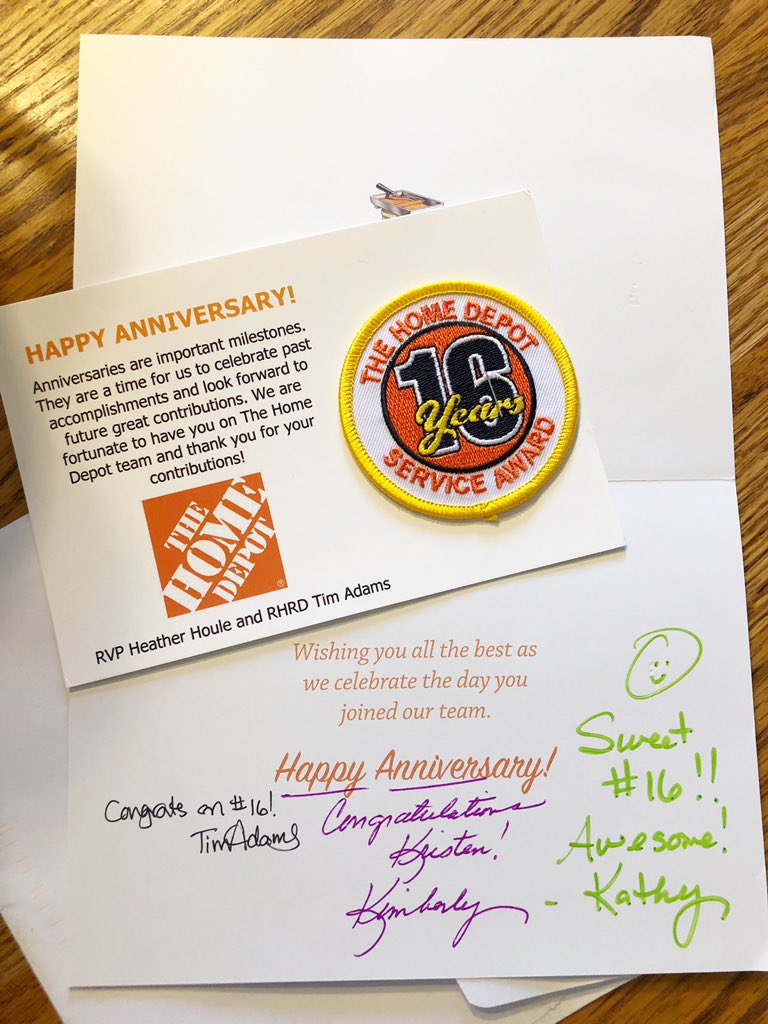 HAPPY ANNIVERSARY!
Anniversaries are important milestones.
They are a time for us to celebrate past
accomplishments and look forward to
future great contributions. We are
fortunate to have you on The Home
Depot team and thank you for your
contributions!
THE
HOME
DEPOT
®
RVP Heather Houle and RHRD Tim Adams
THE HOME DEPOT
16
Years
SERVICE AWARD
Wishing you all the best as
we celebrate the day you
joined our team.
Happy Anniversary!
Congrats on #16!
Tim Adams
Congratulations
Kristen!
Kimberly
Sweet
#16!!
Awesome!
- Kathy